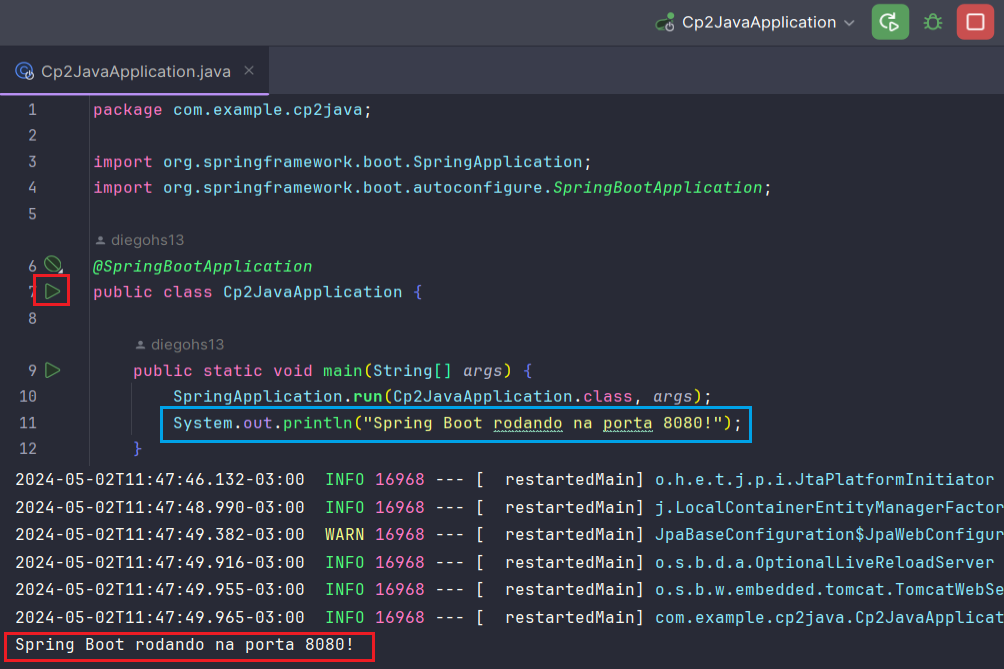 Cp2JavaApplication
Cp2JavaApplication.java
1 package com.example.cp2java;
2
3 import org.springframework.boot.SpringApplication;
4 import org.springframework.boot.autoconfigure.SpringBootApplication;
5
diegohs13
6 @SpringBootApplication
7 public class Cp2JavaApplication {
8
diegohs13
9 public static void main(String[] args) {
10 SpringApplication.run(Cp2JavaApplication.class, args);
11 System.out.println("Spring Boot rodando na porta 8080!");
12 }
2024-05-02T11:47:46.132-03:00 INFO 16968 --- [ restartedMain] o.h.e.t.j.p.i.JtaPlatformInitiator
2024-05-02T11:47:48.990-03:00 INFO 16968 --- [ restartedMain] j.LocalContainerEntityManagerFactor
2024-05-02T11:47:49.382-03:00 WARN 16968 --- [ restartedMain] JpaBaseConfiguration$JpaWebConfigur
2024-05-02T11:47:49.916-03:00 INFO 16968 --- [ restartedMain] o.s.b.d.a.OptionalLiveReloadServer
2024-05-02T11:47:49.955-03:00 INFO 16968 --- [ restartedMain] o.s.b.w.embedded.tomcat.TomcatWebSe
2024-05-02T11:47:49.965-03:00 INFO 16968 --- [ restartedMain] com.example.cp2java.Cp2JavaApplicat
Spring Boot rodando na porta 8080!